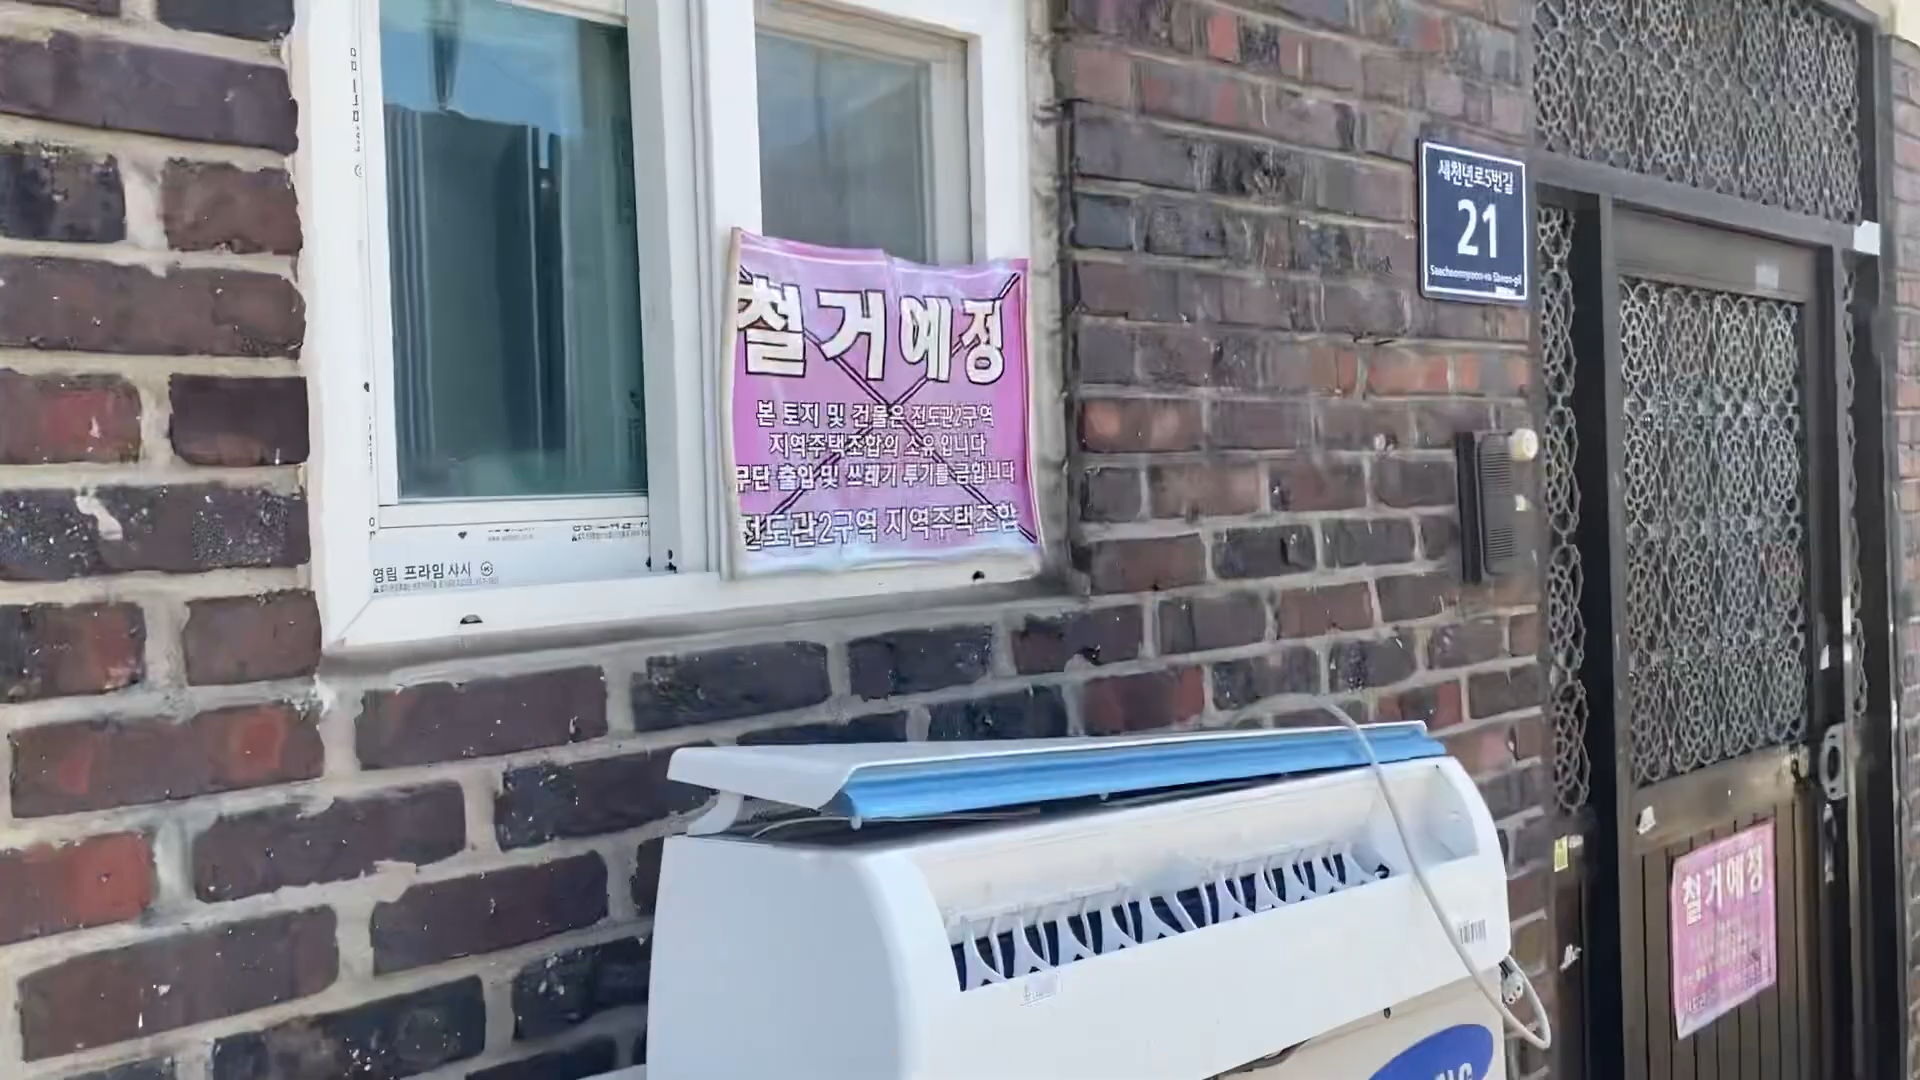 철거예정
본 토지 및 건물은 전도관2구역
지역주택조합의 소유 입니다
무단 출입 및 쓰레기 투기를 금합니다
전도관2구역 지역주택조합
새천년로5번길
21
Saecheonnyeon-ro 5beon-gil
영림 프라임 샤시
철거예정